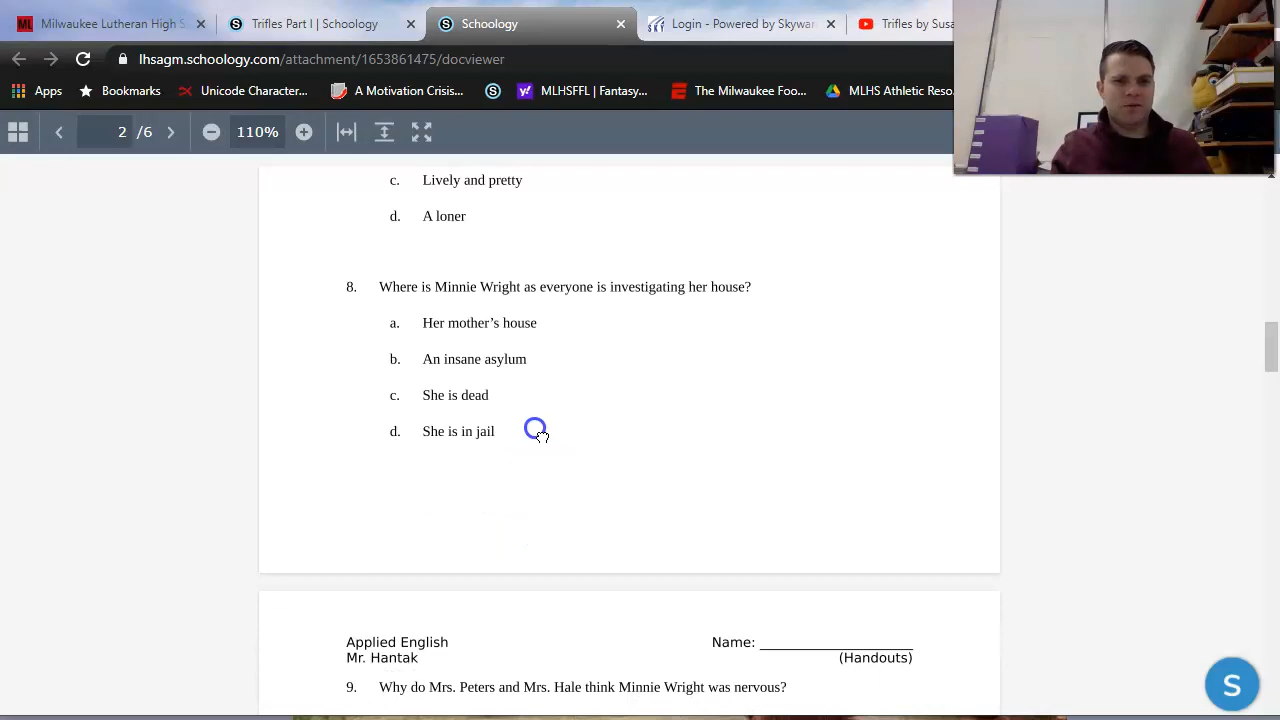 Milwaukee Lutheran High S
Trifles Part I | Schoology
Schoology
Login - Powered by Skywar
Trifles by Susa
lhsagm.schoology.com/attachment/1653861475/docviewer
Apps
Bookmarks
Unicode Character...
A Motivation Crisis...
MLHSFFL | Fantasy...
The Milwaukee Foo...
MLHS Athletic Reso
2 /6
110%
c. Lively and pretty
d. A loner
8. Where is Minnie Wright as everyone is investigating her house?
a. Her mother’s house
b. An insane asylum
c. She is dead
d. She is in jail
Applied English
Name: ____________________
Mr. Hantak
(Handouts)
9. Why do Mrs. Peters and Mrs. Hale think Minnie Wright was nervous?
S